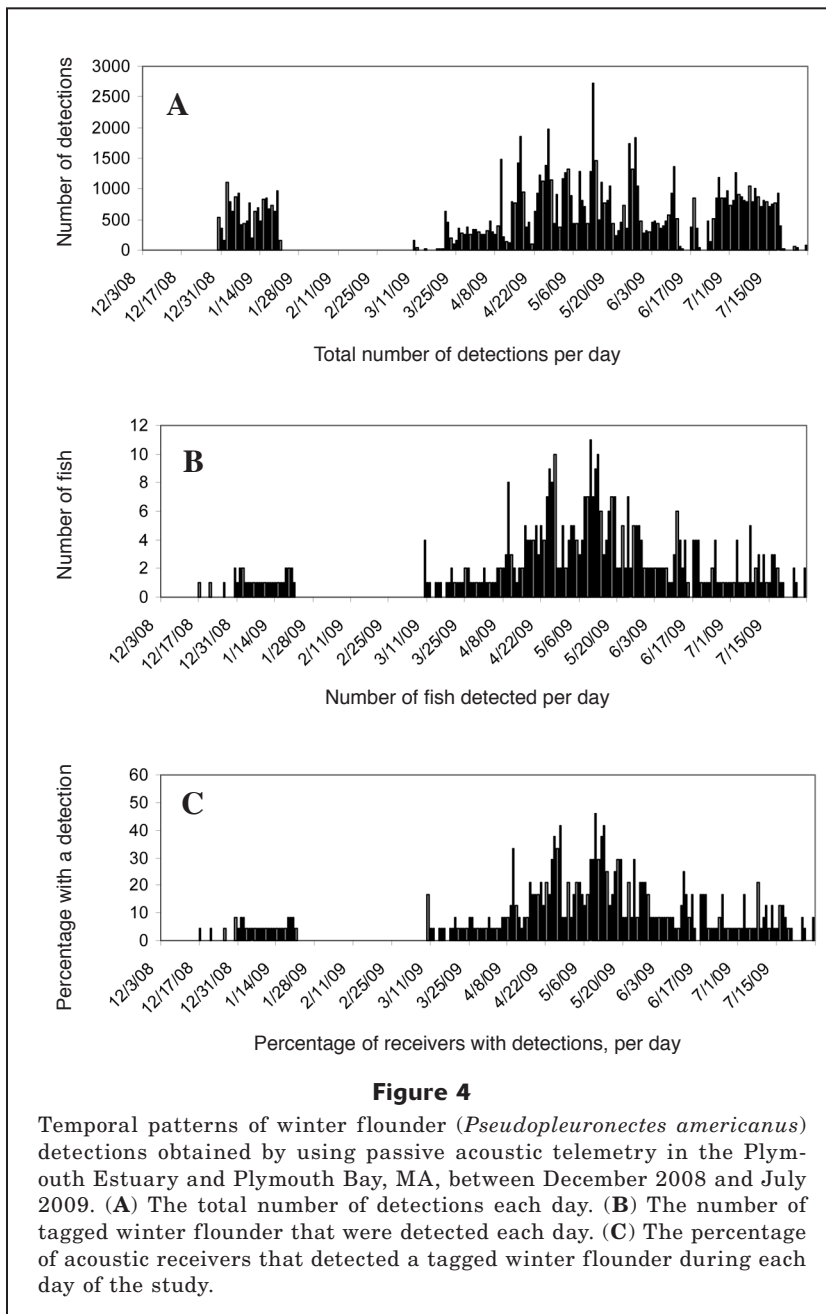 3000
2500
2000
1500
1000
500
0
Number of detections
A
12/3/08 12/17/08 12/31/08 1/14/09 1/28/09 2/11/09 2/25/09 3/11/09 3/25/09 4/8/09 4/22/09 5/6/09 5/20/09 6/3/09 6/17/09 7/1/09 7/15/09
Total number of detections per day
12
10
8
6
4
2
0
Number of fish
B
12/3/08 12/17/08 12/31/08 1/14/09 1/28/09 2/11/09 2/25/09 3/11/09 3/25/09 4/8/09 4/22/09 5/6/09 5/20/09 6/3/09 6/17/09 7/1/09 7/15/09
Number of fish detected per day
60
50
40
30
20
10
0
Percentage with a detection
C
12/3/08 12/17/08 12/31/08 1/14/09 1/28/09 2/11/09 2/25/09 3/11/09 3/25/09 4/8/09 4/22/09 5/6/09 5/20/09 6/3/09 6/17/09 7/1/09 7/15/09
Percentage of receivers with detections, per day
Figure 4
Temporal patterns of winter flounder (Pseudopleuronectes americanus)
detections obtained by using passive acoustic telemetry in the Plym-
outh Estuary and Plymouth Bay, MA, between December 2008 and July
2009. (A) The total number of detections each day. (B) The number of
tagged winter flounder that were detected each day. (C) The percentage
of acoustic receivers that detected a tagged winter flounder during each
day of the study.